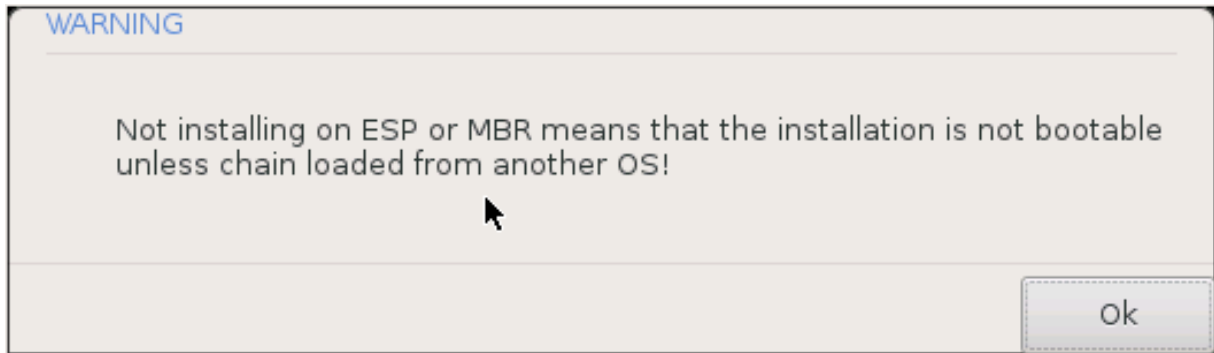 WARNING
Not installing on ESP or MBR means that the installation is not bootable
unless chain loaded from another OS!
Ok